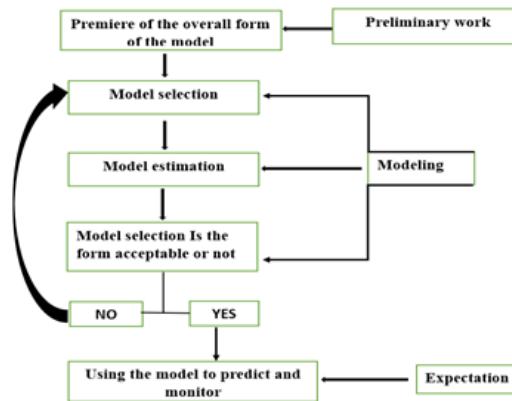 Premiere of the overall form
of the model
Preliminary work
Model selection
Model estimation
Modeling
Model selection Is the
form acceptable or not
NO
YES
Using the model to predict and
monitor
Expectation